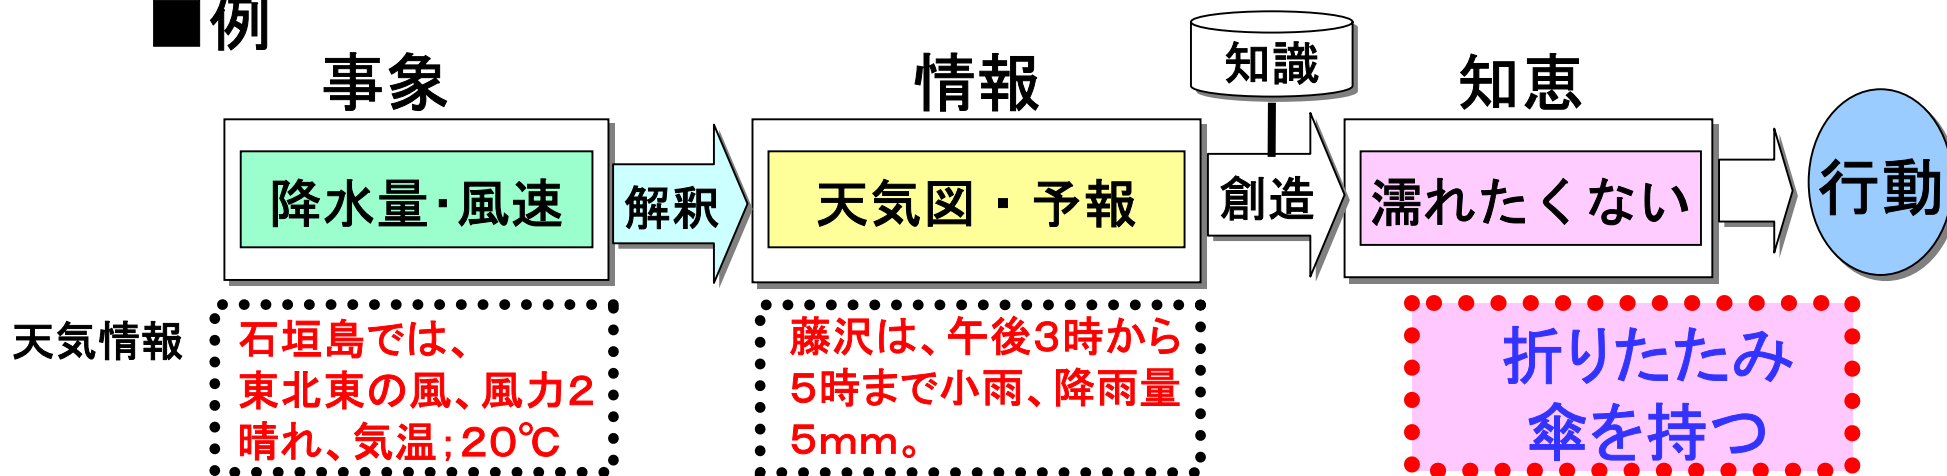 ■例
事象
情報
知識
知恵
降水量・風速
解釈
天気図・予報
創造
濡れたくない
行動
天気情報
石垣島では、
東北東の風、風力2
晴れ、気温;20℃
藤沢は、午後3時から
5時まで小雨、降雨量
5mm。
折りたたみ
傘を持つ